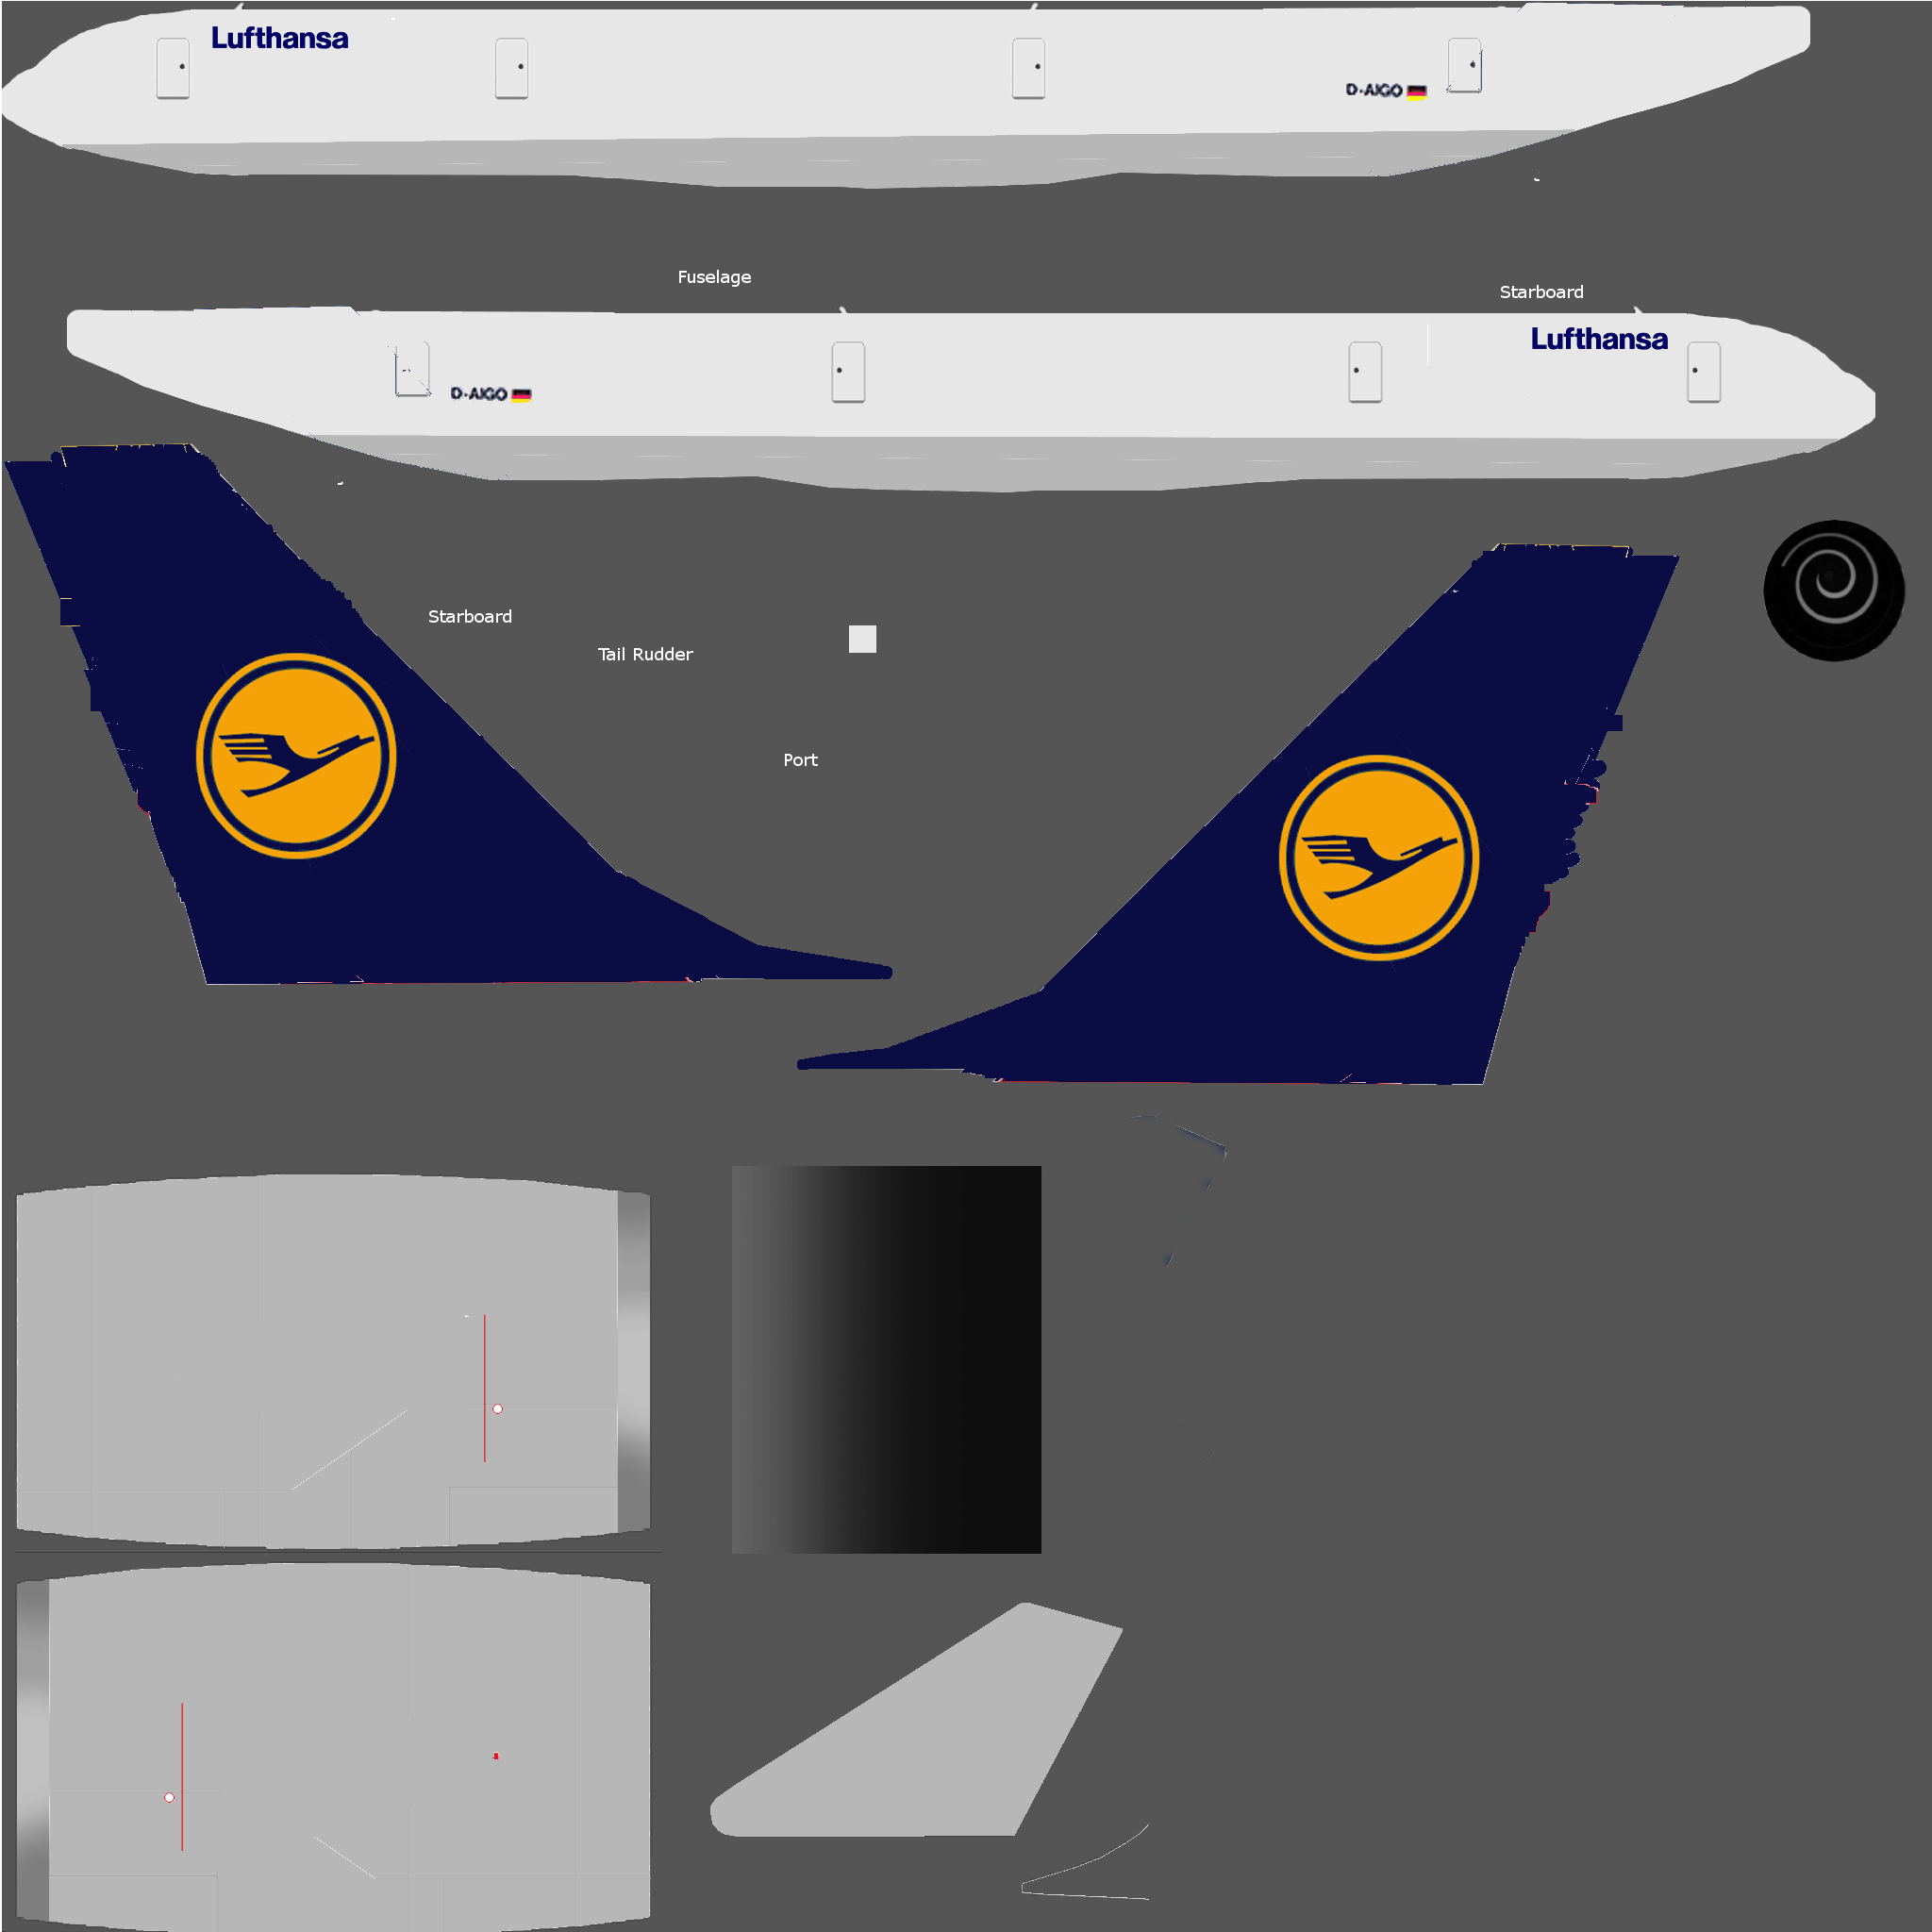 Lufthansa
D-AIGO
Fuselage
Starboard
Lufthansa
D-AIGO
Starboard
Tail Rudder
Port